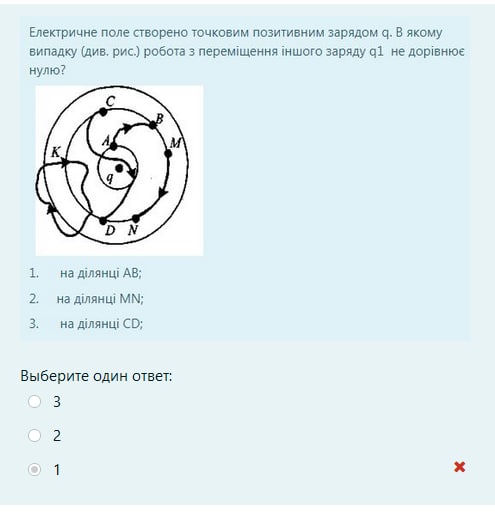 Електричне поле створено точковим позитивним зарядом q. В якому
випадку (див. рис.) робота з переміщення іншого заряду q1 не дорівнює
нулю?
C
B
A
M
K
q
D N
1. на ділянці AB;
2. на ділянці MN;
3. на ділянці CD;
Выберите один ответ:
3
2
1